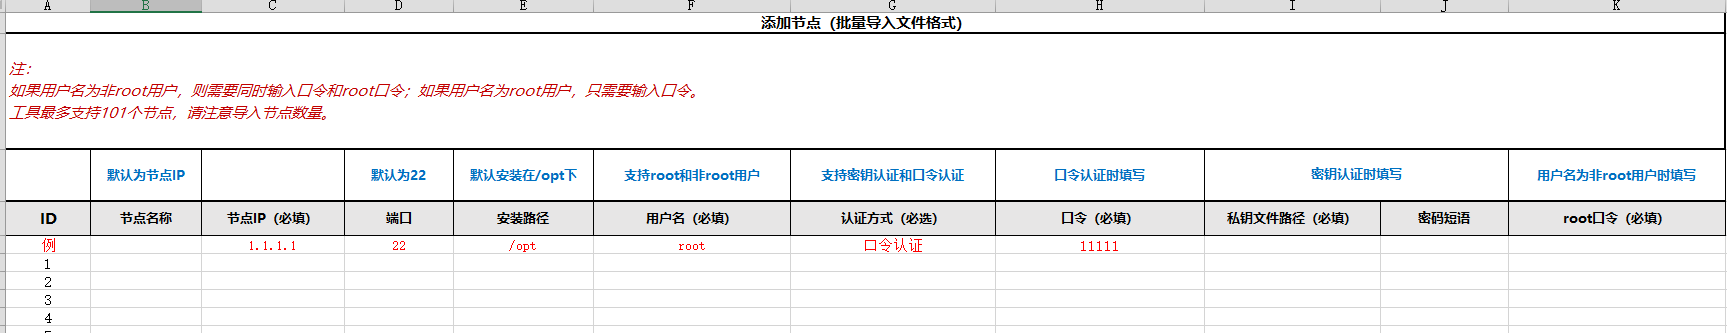 A B C D E F G H I J K
添加节点（批量导入文件格式）
注：
如果用户名为非root用户，则需要同时输入口令和root口令；如果用户名为root用户，只需要输入口令。
工具最多支持101个节点，请注意导入节点数量。
默认为节点IP 默认为22 默认安装在/opt下 支持root和非root用户 支持密钥认证和口令认证 口令认证时填写 密钥认证时填写 用户名为非root用户时填写
ID 节点名称 节点IP（必填） 端口 安装路径 用户名（必填） 认证方式（必选） 口令（必填） 私钥文件路径（必填） 密码短语 root口令（必填）
例 1.1.1.1 22 /opt root 口令认证 11111
1
2
3
4